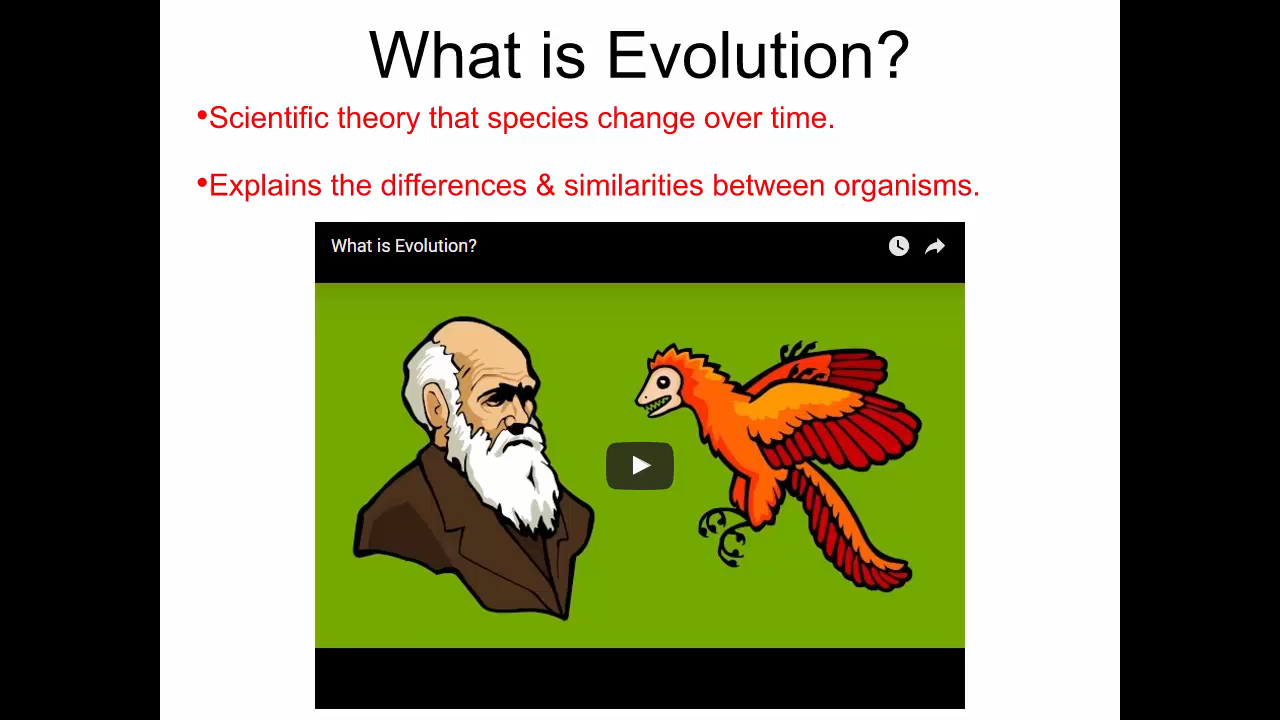 What is Evolution?
•Scientific theory that species change over time.
•Explains the differences & similarities between organisms.
What is Evolution?